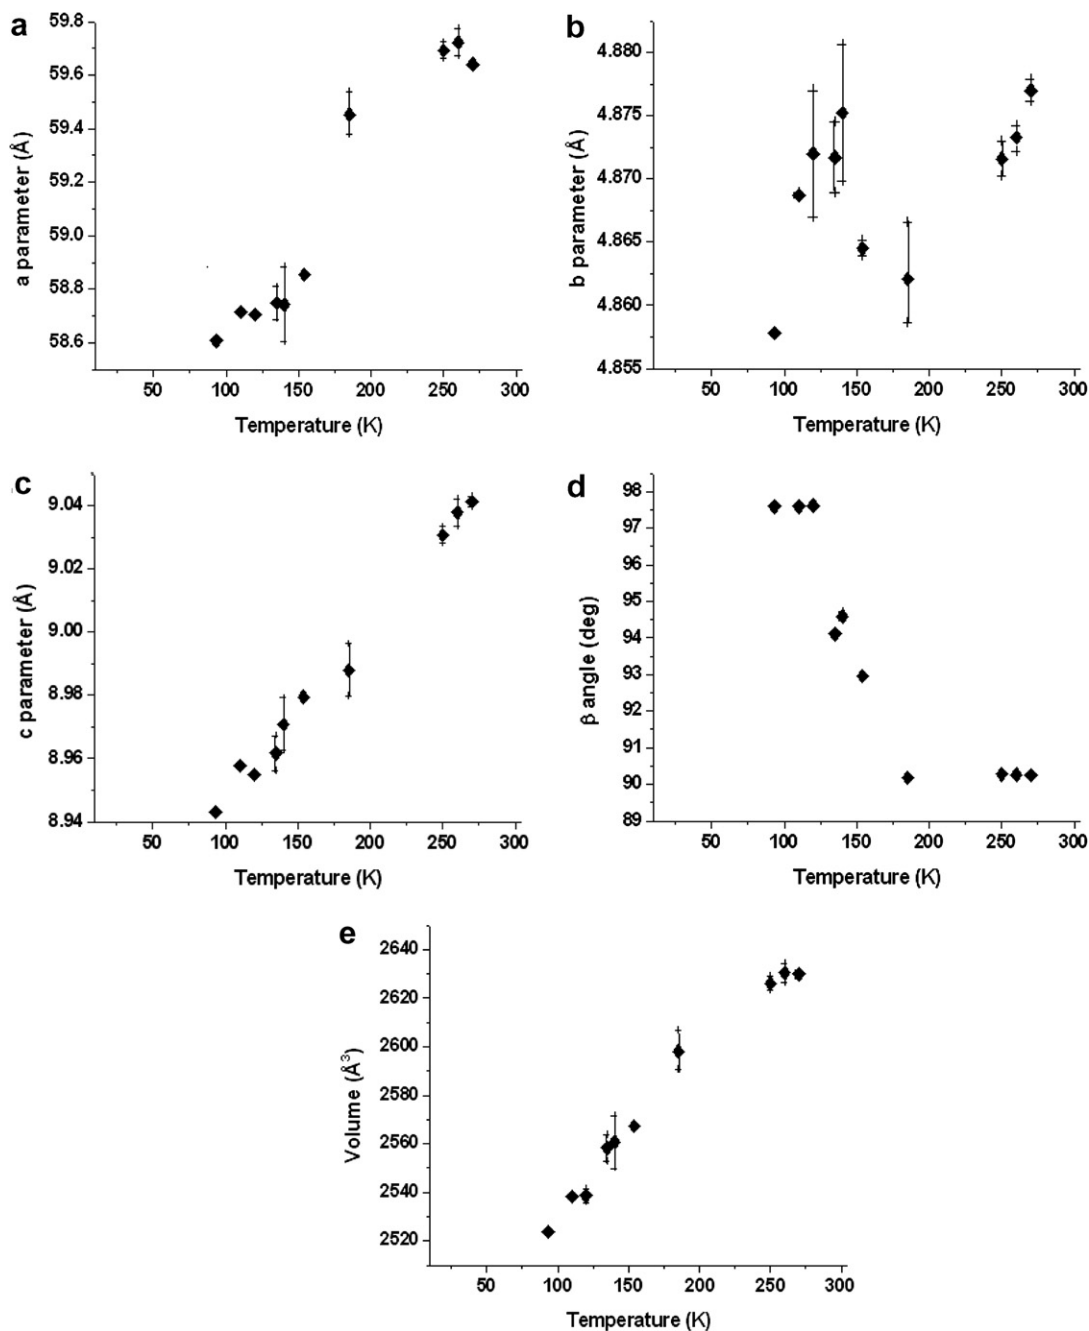 a
59.8
59.6
59.4
59.2
59.0
58.8
58.6
a parameter (Å)
50 100 150 200 250 300
Temperature (K)
b
4.880
4.875
4.870
4.865
4.860
4.855
b parameter (Å)
50 100 150 200 250 300
Temperature (K)
c
9.04
9.02
9.00
8.98
8.96
8.94
c parameter (Å)
50 100 150 200 250 300
Temperature (K)
d
98
97
96
95
94
93
92
91
90
89
β angle (deg)
50 100 150 200 250 300
Temperature (K)
e
2640
2620
2600
2580
2560
2540
2520
Volume (Å³)
50 100 150 200 250 300
Temperature (K)